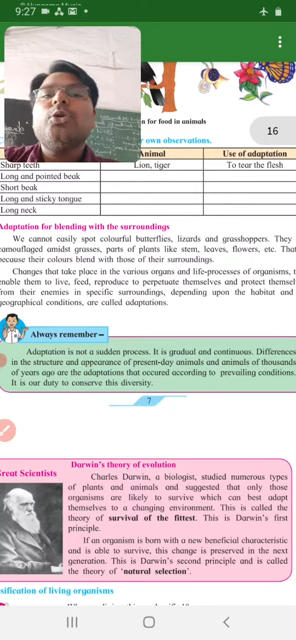 9:27
16
n for food in animals
r own observations.
Animal
Use of adaptation
Sharp teeth
Lion, tiger
To tear the flesh
Long and pointed beak
Short beak
Long and sticky tongue
Long neck
Adaptation for blending with the surroundings
We cannot easily spot colourful butterflies, lizards and grasshoppers. They
camouflaged amidst grasses, parts of plants like stem, leaves, flowers, etc. That
because their colours blend with those of their surroundings.
Changes that take place in the various organs and life-processes of organisms, t
enable them to live, feed, reproduce to perpetuate themselves and protect themsel
from their enemies in specific surroundings, depending upon the habitat and
geographical conditions, are called adaptations.
Always remember –
Adaptation is not a sudden process. It is gradual and continuous. Differences
in the structure and appearance of present-day animals and animals of thousands
of years ago are the adaptations that occured according to prevailing conditions.
It is our duty to conserve this diversity.
7
Great Scientists
Darwin's theory of evolution
Charles Darwin, a biologist, studied numerous types
of plants and animals and suggested that only those
organisms are likely to survive which can best adapt
themselves to a changing environment. This is called the
theory of survival of the fittest. This is Darwin's first
principle.
If an organism is born with a new beneficial characteristic
and is able to survive, this change is preserved in the next
generation. This is Darwin's second principle and is called
the theory of 'natural selection'.
ssification of living organisms